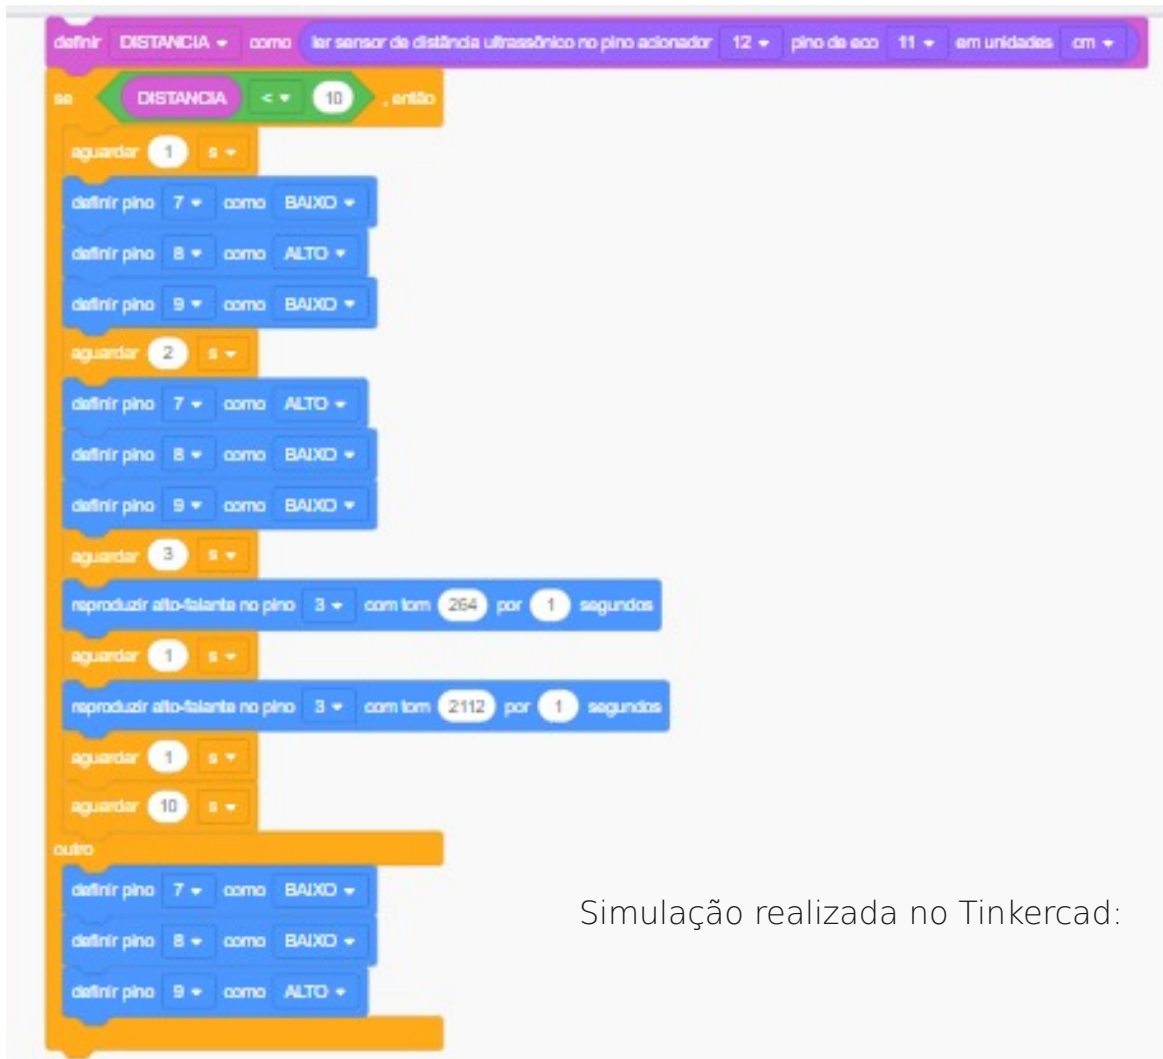 definir DISTANCIA como ler sensor de distância ultrassônico no pino acionador 12 pino de eco 11 em unidades cm
se DISTANCIA < 10 , então
aguardar 1 s
definir pino 7 como BAIXO
definir pino 8 como ALTO
definir pino 9 como BAIXO
aguardar 2 s
definir pino 7 como ALTO
definir pino 8 como BAIXO
definir pino 9 como BAIXO
aguardar 3 s
reproduzir alto-falante no pino 3 com tom 264 por 1 segundos
aguardar 1 s
reproduzir alto-falante no pino 3 com tom 2112 por 1 segundos
aguardar 1 s
aguardar 10 s
outro
definir pino 7 como BAIXO
Simulação realizada no Tinkercad:
definir pino 8 como BAIXO
definir pino 9 como ALTO